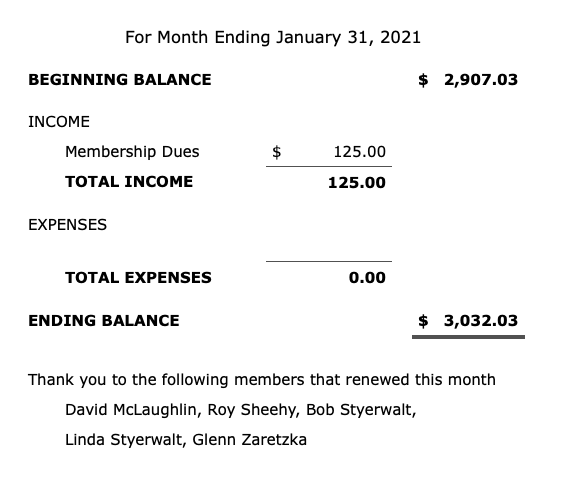 For Month Ending January 31, 2021
BEGINNING BALANCE $ 2,907.03
INCOME
Membership Dues $ 125.00
TOTAL INCOME 125.00
EXPENSES
TOTAL EXPENSES 0.00
ENDING BALANCE $ 3,032.03
Thank you to the following members that renewed this month
David McLaughlin, Roy Sheehy, Bob Styerwalt,
Linda Styerwalt, Glenn Zaretzka